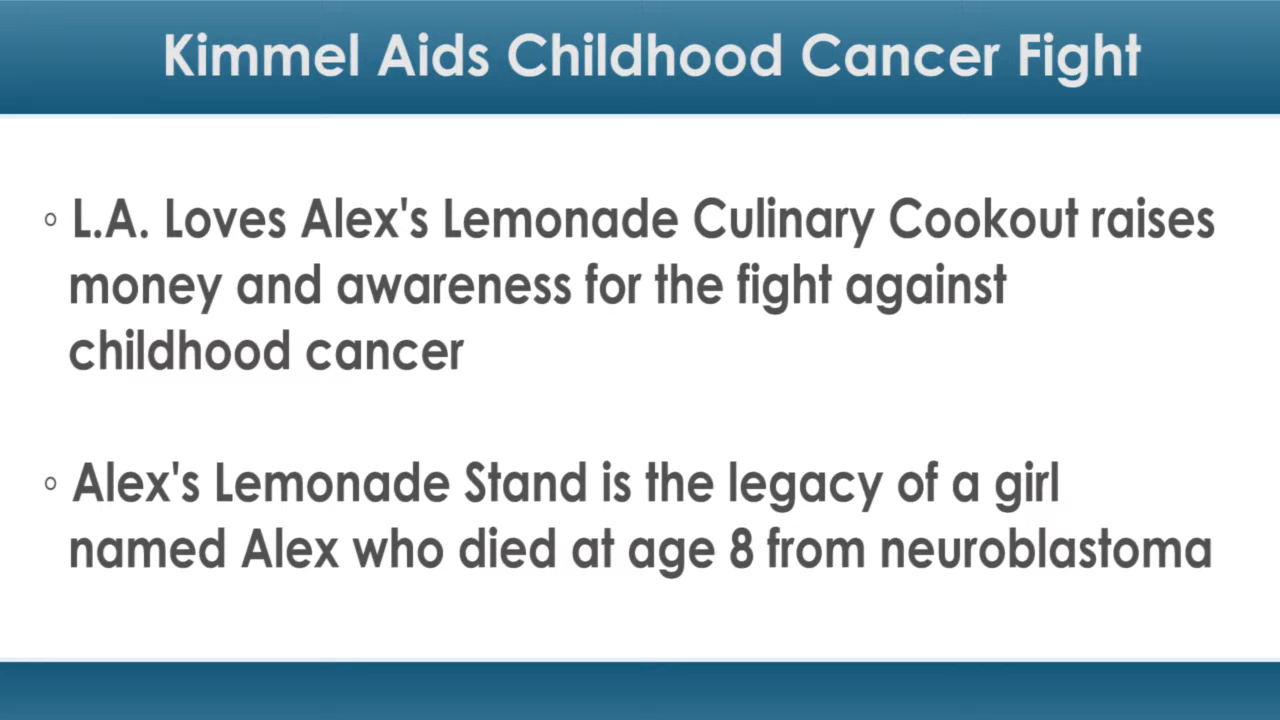 Kimmel Aids Childhood Cancer Fight
◦ L.A. Loves Alex's Lemonade Culinary Cookout raises
money and awareness for the fight against
childhood cancer
◦ Alex's Lemonade Stand is the legacy of a girl
named Alex who died at age 8 from neuroblastoma